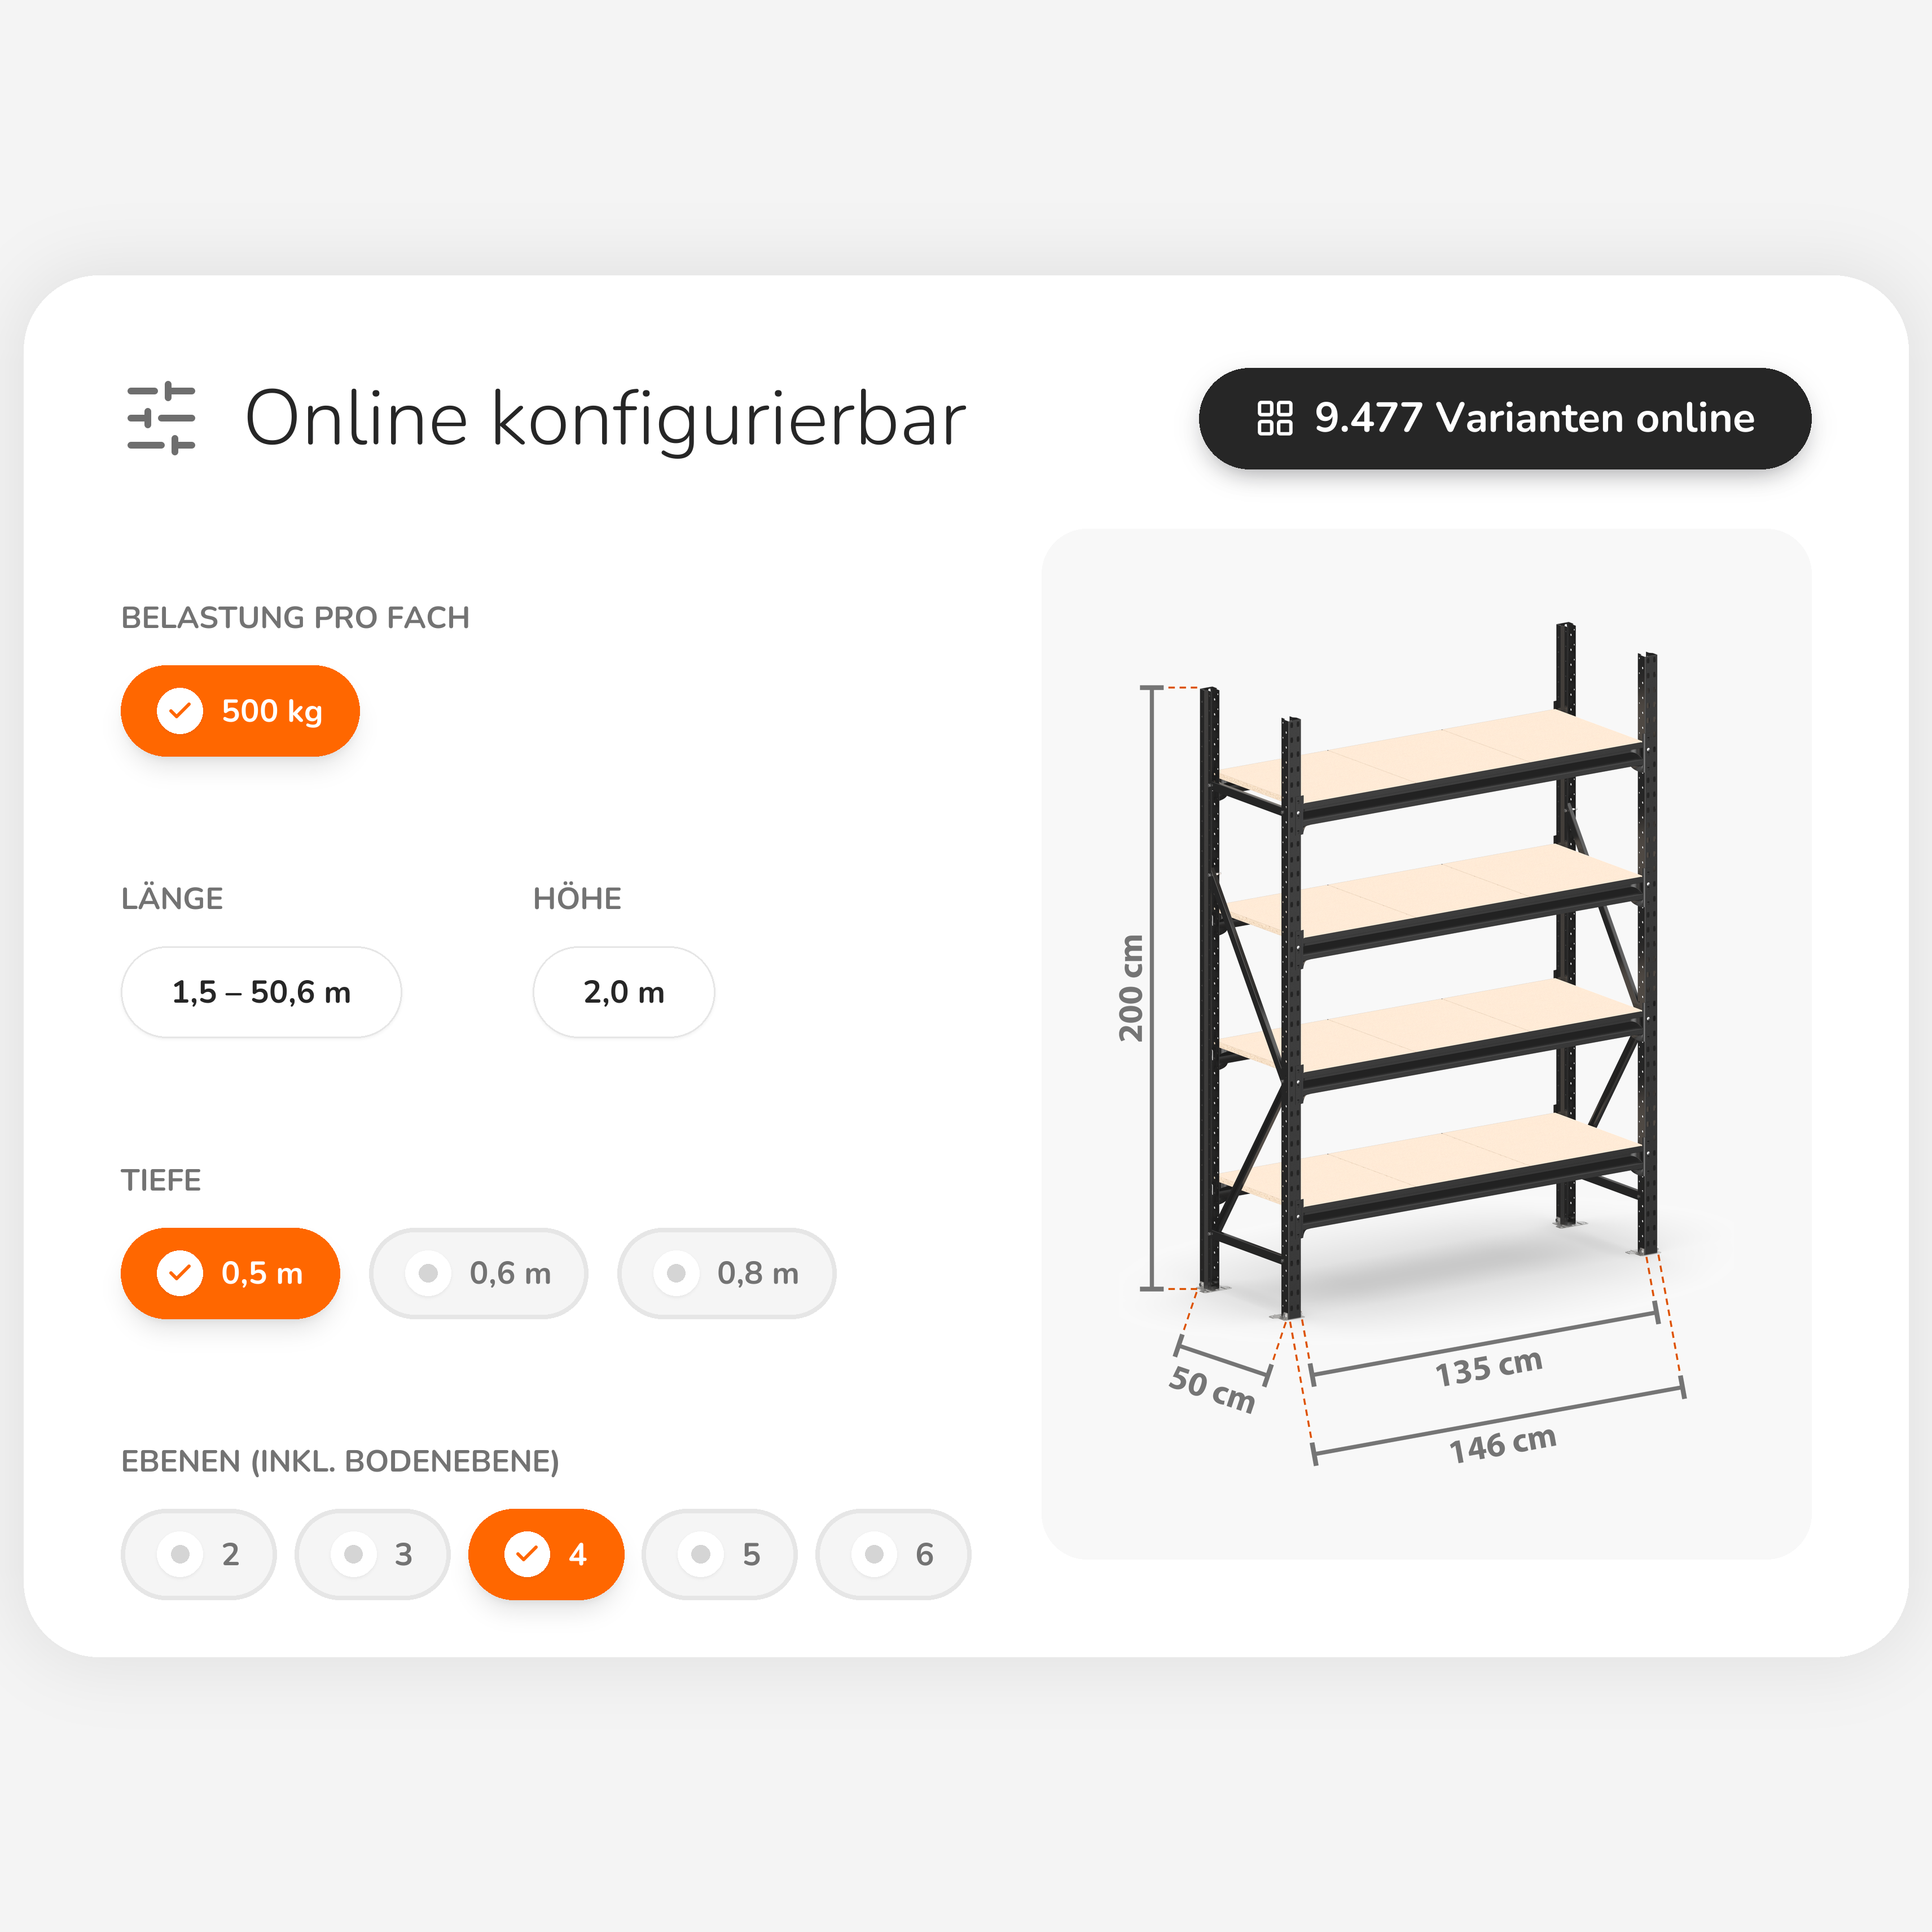 Online konfigurierbar
9.477 Varianten online
BELASTUNG PRO FACH
500 kg
LÄNGE
HÖHE
1,5 – 50,6 m
2,0 m
TIEFE
0,5 m
0,6 m
0,8 m
EBENEN (INKL. BODENEBENE)
2
3
4
5
6
200 cm
50 cm
135 cm
146 cm